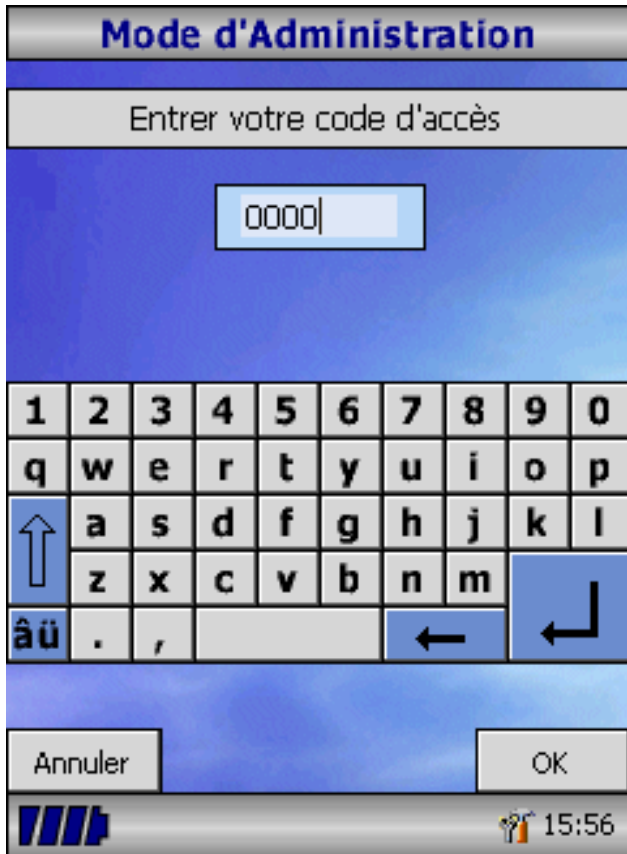 Mode d'Administration
Entrer votre code d'accès
0000
1 2 3 4 5 6 7 8 9 0
q w e r t y u i o p
a s d f g h j k l
z x c v b n m
âü . ,
Annuler OK
15:56